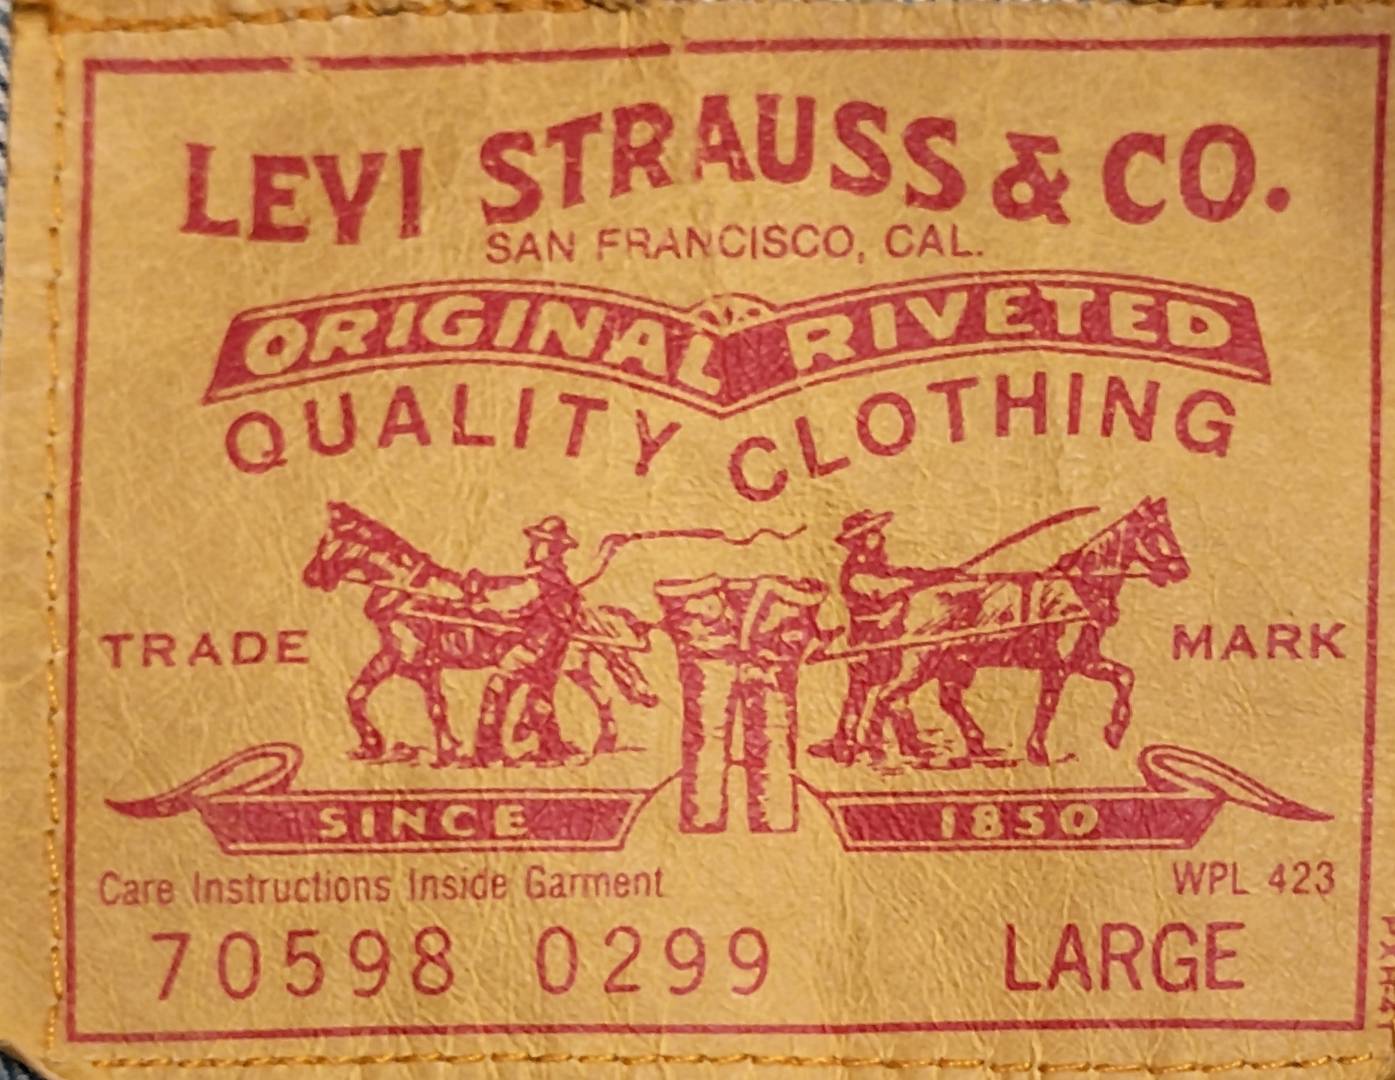 LEVI STRAUSS & CO.
SAN FRANCISCO, CAL.
ORIGINAL RIVETED
QUALITY CLOTHING
TRADE MARK
SINCE 1850
Care Instructions Inside Garment WPL 423
70598 0299 LARGE